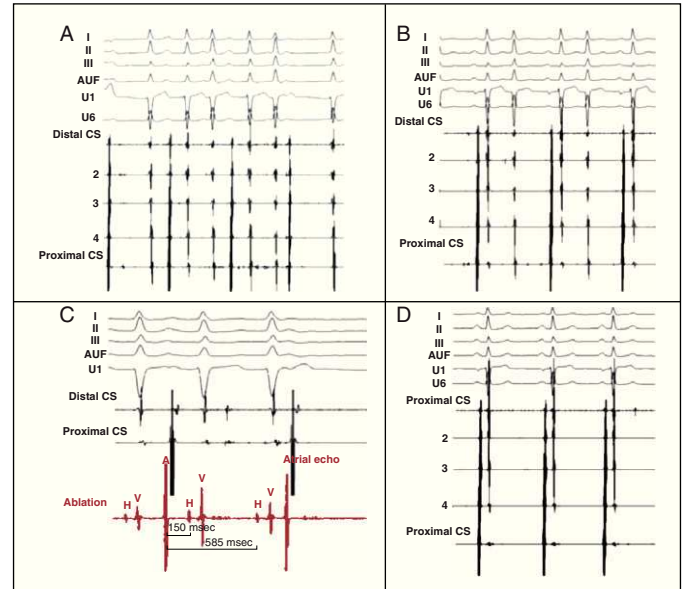 A
I
II
III
AUF
U1
U6
Distal CS
2
3
4
Proximal CS
B
I
II
III
AUF
U1
U6
Distal CS
2
3
4
Proximal CS
C
I
II
III
AUF
U1
Distal CS
Proximal CS
A
Atrial echo
Ablation
H
V
H
V
H
V
150 msec
585 msec
D
I
II
III
AUF
U1
U6
Proximal CS
2
3
4
Proximal CS